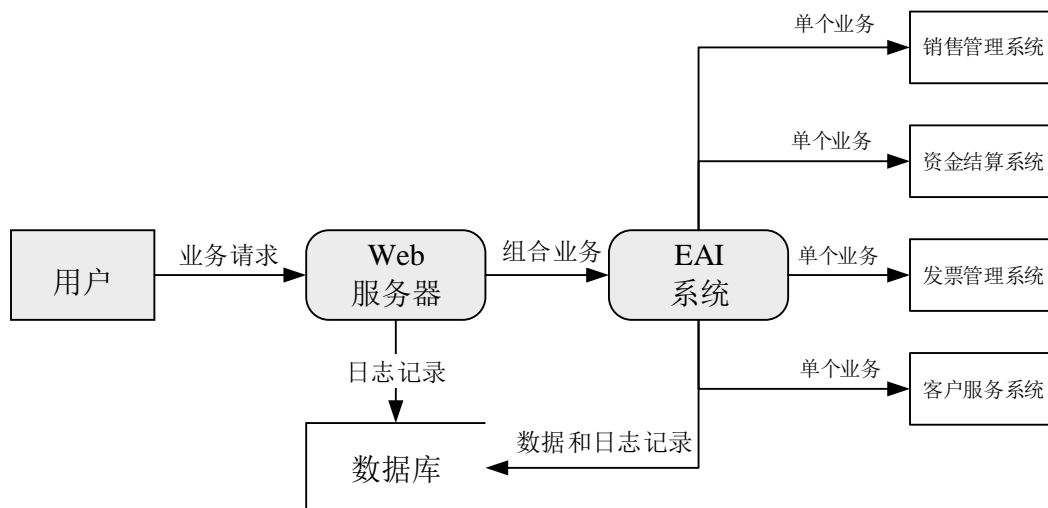 单个业务
销售管理系统
单个业务
资金结算系统
用户
业务请求
Web
服务器
组合业务
EAI
系统
单个业务
发票管理系统
日志记录
单个业务
客户服务系统
数据库
数据和日志记录